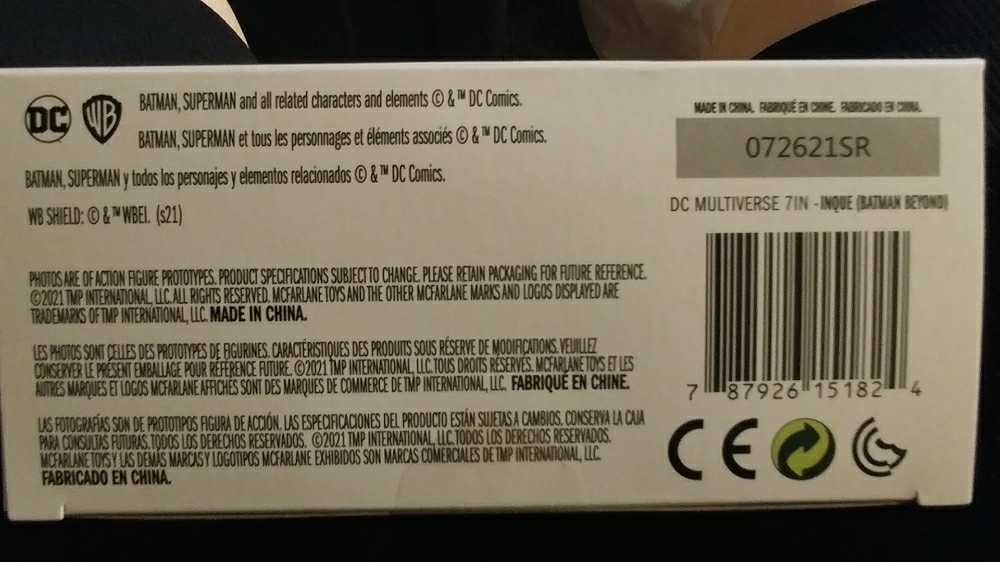 DC WB
BATMAN, SUPERMAN and all related characters and elements © & ™ DC Comics.
BATMAN, SUPERMAN et tous les personnages et éléments associés © & ™ DC Comics.
BATMAN, SUPERMAN y todos los personajes y elementos relacionados © & ™ DC Comics.
WB SHIELD: © & ™ WBEI. (s21)
PHOTOS ARE OF ACTION FIGURE PROTOTYPES. PRODUCT SPECIFICATIONS SUBJECT TO CHANGE. PLEASE RETAIN PACKAGING FOR FUTURE REFERENCE.
©2021 TMP INTERNATIONAL, LLC. ALL RIGHTS RESERVED. MCFARLANE TOYS AND THE OTHER MCFARLANE MARKS AND LOGOS DISPLAYED ARE
TRADEMARKS OF TMP INTERNATIONAL, LLC. MADE IN CHINA.
LES PHOTOS SONT CELLES DES PROTOTYPES DE FIGURINES. CARACTÉRISTIQUES DES PRODUITS SOUS RÉSERVE DE MODIFICATIONS. VEUILLEZ
CONSERVER LE PRÉSENT EMBALLAGE POUR RÉFÉRENCE FUTURE. ©2021 TMP INTERNATIONAL, LLC. TOUS DROITS RÉSERVÉS. MCFARLANE TOYS ET LES
AUTRES MARQUES ET LOGOS MCFARLANE AFFICHÉS SONT DES MARQUES DE COMMERCE DE TMP INTERNATIONAL, LLC. FABRIQUÉ EN CHINE.
LAS FOTOGRAFÍAS SON DE PROTOTIPOS FIGURA DE ACCIÓN. LAS ESPECIFICACIONES DEL PRODUCTO ESTÁN SUJETAS A CAMBIOS. CONSERVA LA CAJA
PARA CONSULTAS FUTURAS. TODOS LOS DERECHOS RESERVADOS. ©2021 TMP INTERNATIONAL, LLC. TODOS LOS DERECHOS RESERVADOS.
MCFARLANE TOYS Y LAS DEMAS MARCAS Y LOGOTIPOS MCFARLANE EXHIBIDOS SON MARCAS COMERCIALES DE TMP INTERNATIONAL, LLC.
FABRICADO EN CHINA.
MADE IN CHINA. FABRIQUÉ EN CHINE. FABRICADO EN CHINA.
072621SR
DC MULTIVERSE 7IN - INQUE (BATMAN BEYOND)
7 87926 15182 4
CE